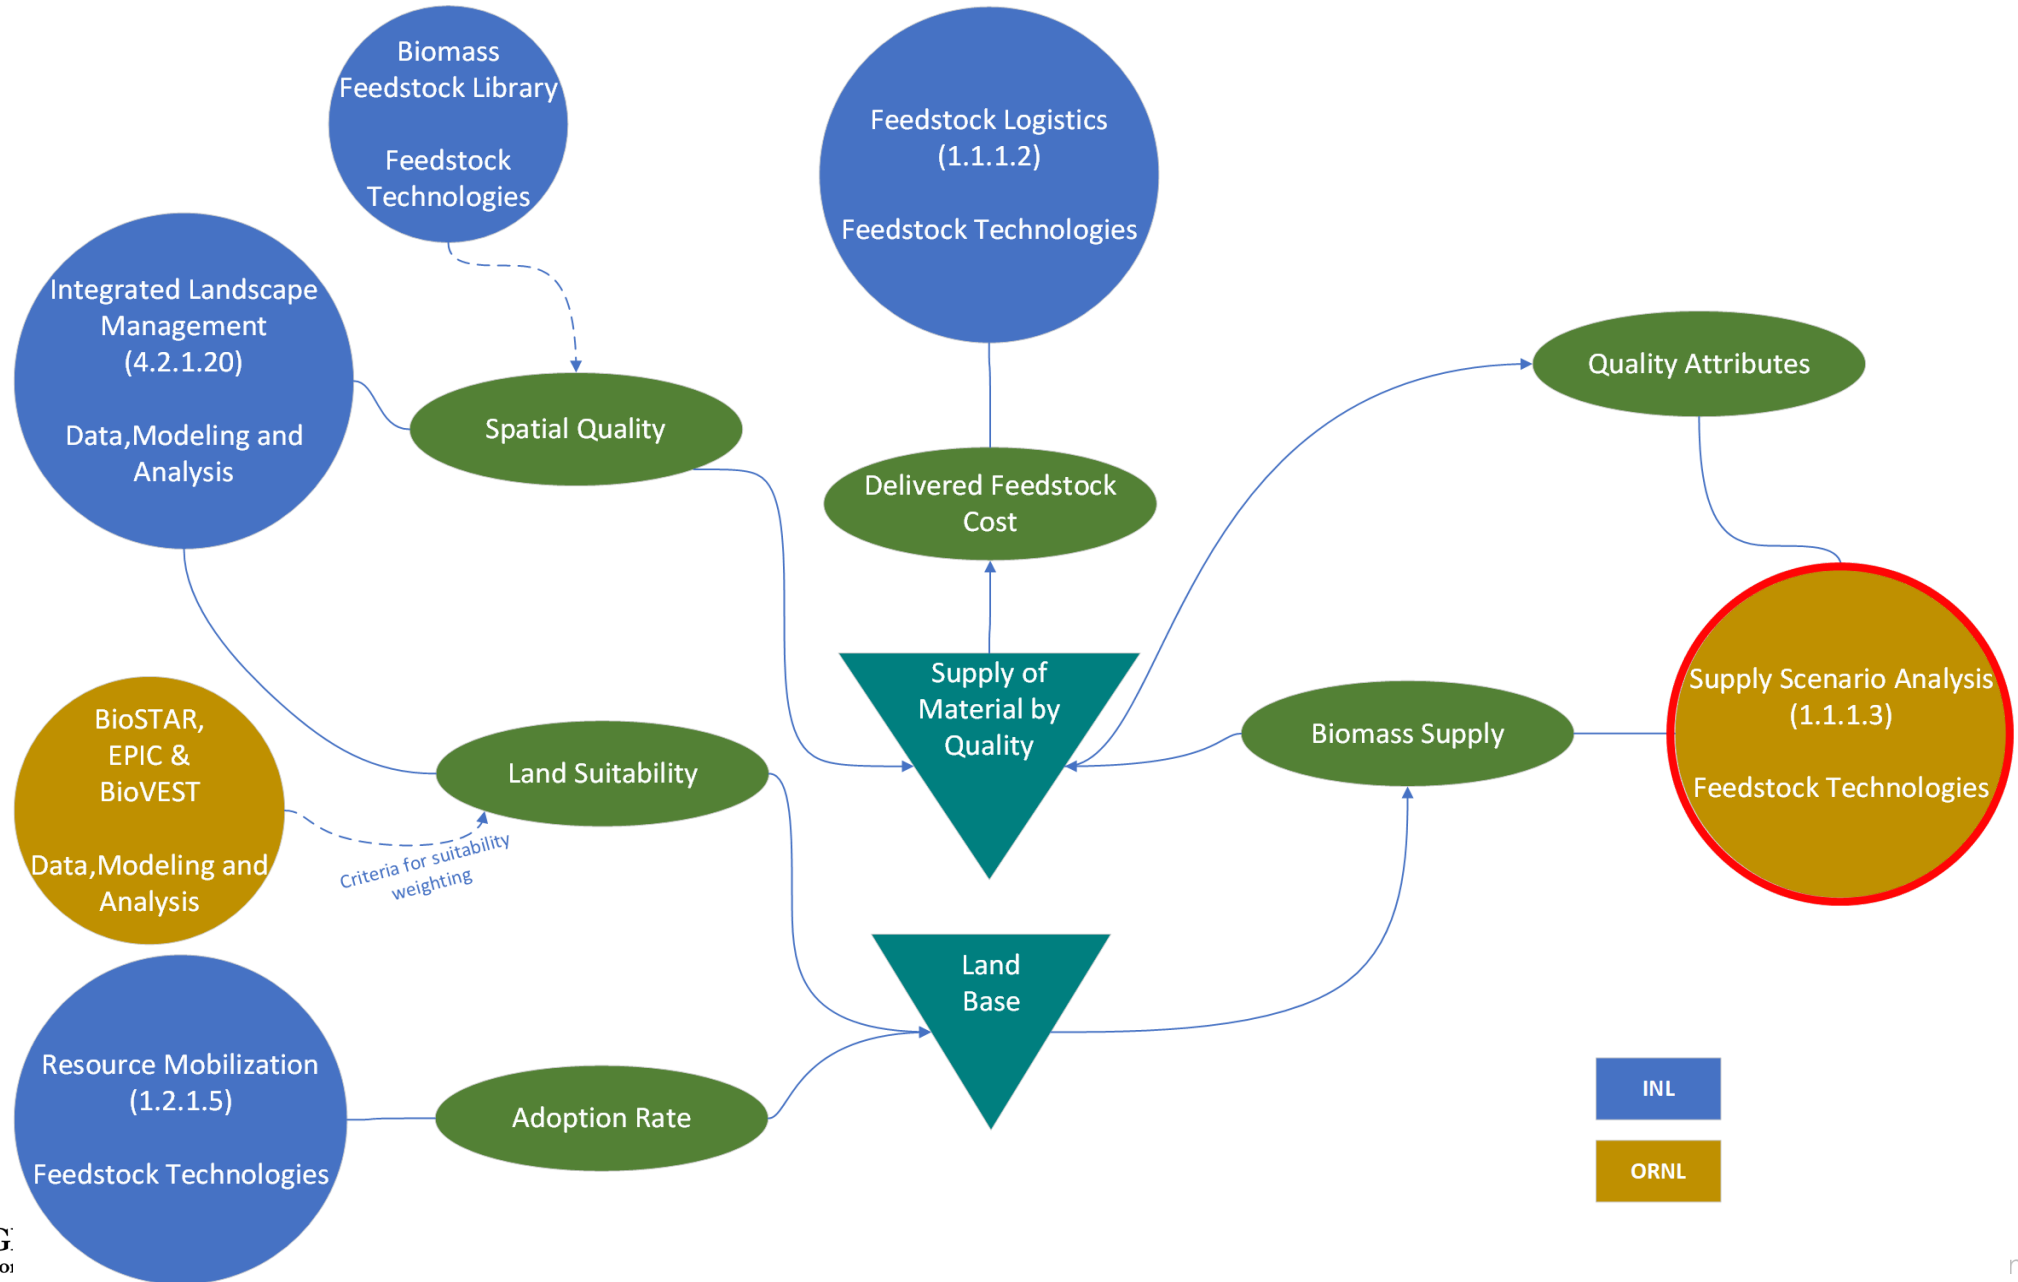 Biomass
Feedstock Library
Feedstock
Technologies
Feedstock Logistics
(1.1.1.2)
Feedstock Technologies
Integrated Landscape
Management
(4.2.1.20)
Data,Modeling and
Analysis
Spatial Quality
Quality Attributes
Delivered Feedstock
Cost
Supply of
Material by
Quality
Biomass Supply
Supply Scenario Analysis
(1.1.1.3)
Feedstock Technologies
BioSTAR,
EPIC &
BioVEST
Data,Modeling and
Analysis
Land Suitability
Criteria for suitability
weighting
Land
Base
Resource Mobilization
(1.2.1.5)
Feedstock Technologies
Adoption Rate
INL
ORNL